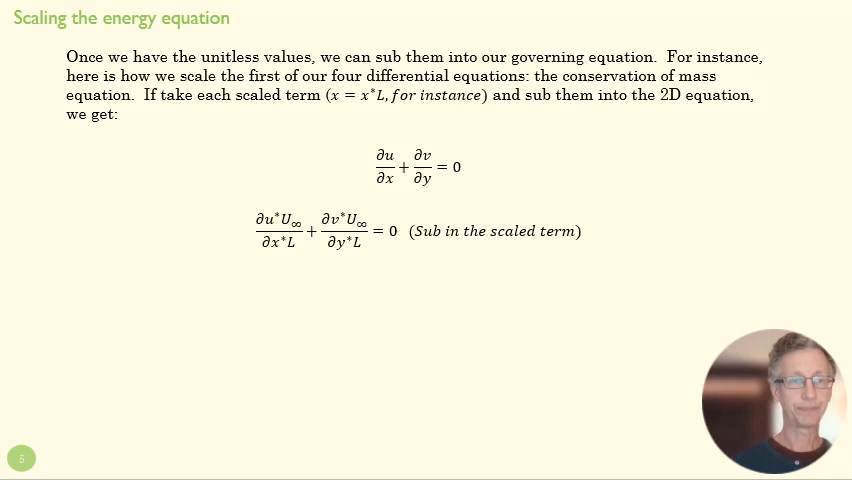 Scaling the energy equation
Once we have the unitless values, we can sub them into our governing equation. For instance,
here is how we scale the first of our four differential equations: the conservation of mass
equation. If take each scaled term (x = x*L, for instance) and sub them into the 2D equation,
we get:
∂u/∂x + ∂v/∂y = 0
∂u*U∞/∂x*L + ∂v*U∞/∂y*L = 0 (Sub in the scaled term)
5